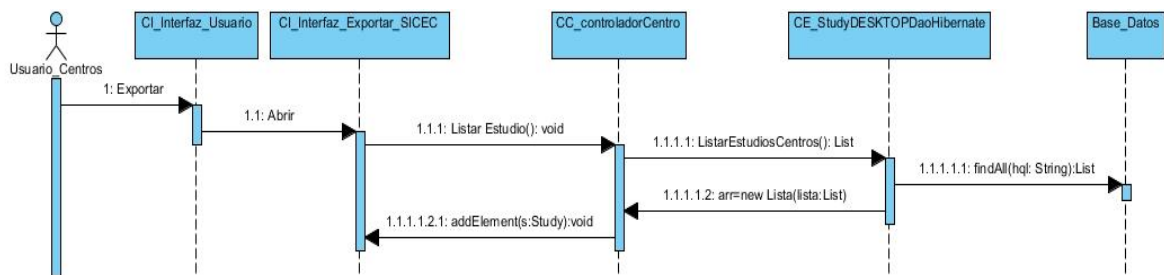 CI_Interfaz_Usuario
CI_Interfaz_Exportar_SICEC
CC_controladorCentro
CE_StudyDESKTOPDaoHibernate
Base_Datos
Usuario_Centros
1: Exportar
1.1: Abrir
1.1.1: Listar Estudio(): void
1.1.1.1: ListarEstudiosCentros(): List
1.1.1.1.1: findAll(hql: String):List
1.1.1.1.2: arr=new Lista(lista:List)
1.1.1.1.2.1: addElement(s:Study):void